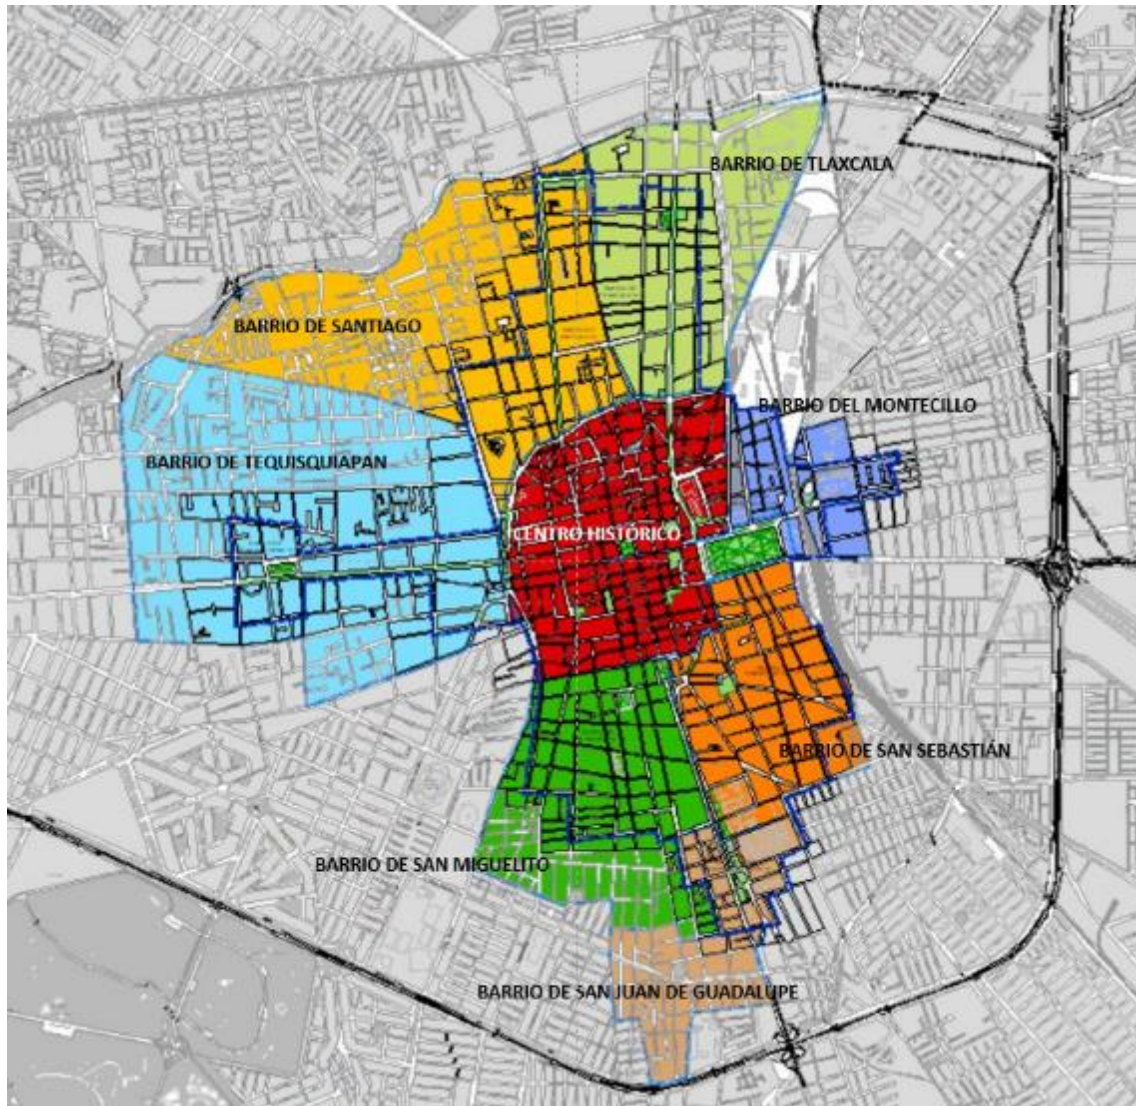 BARRIO DE TLAXCALA
BARRIO DE SANTIAGO
BARRIO DEL MONTECILLO
BARRIO DE TEQUISQUIAPAN
CENTRO HISTÓRICO
BARRIO DE SAN SEBASTIÁN
BARRIO DE SAN MIGUELITO
BARRIO DE SAN JUAN DE GUADALUPE